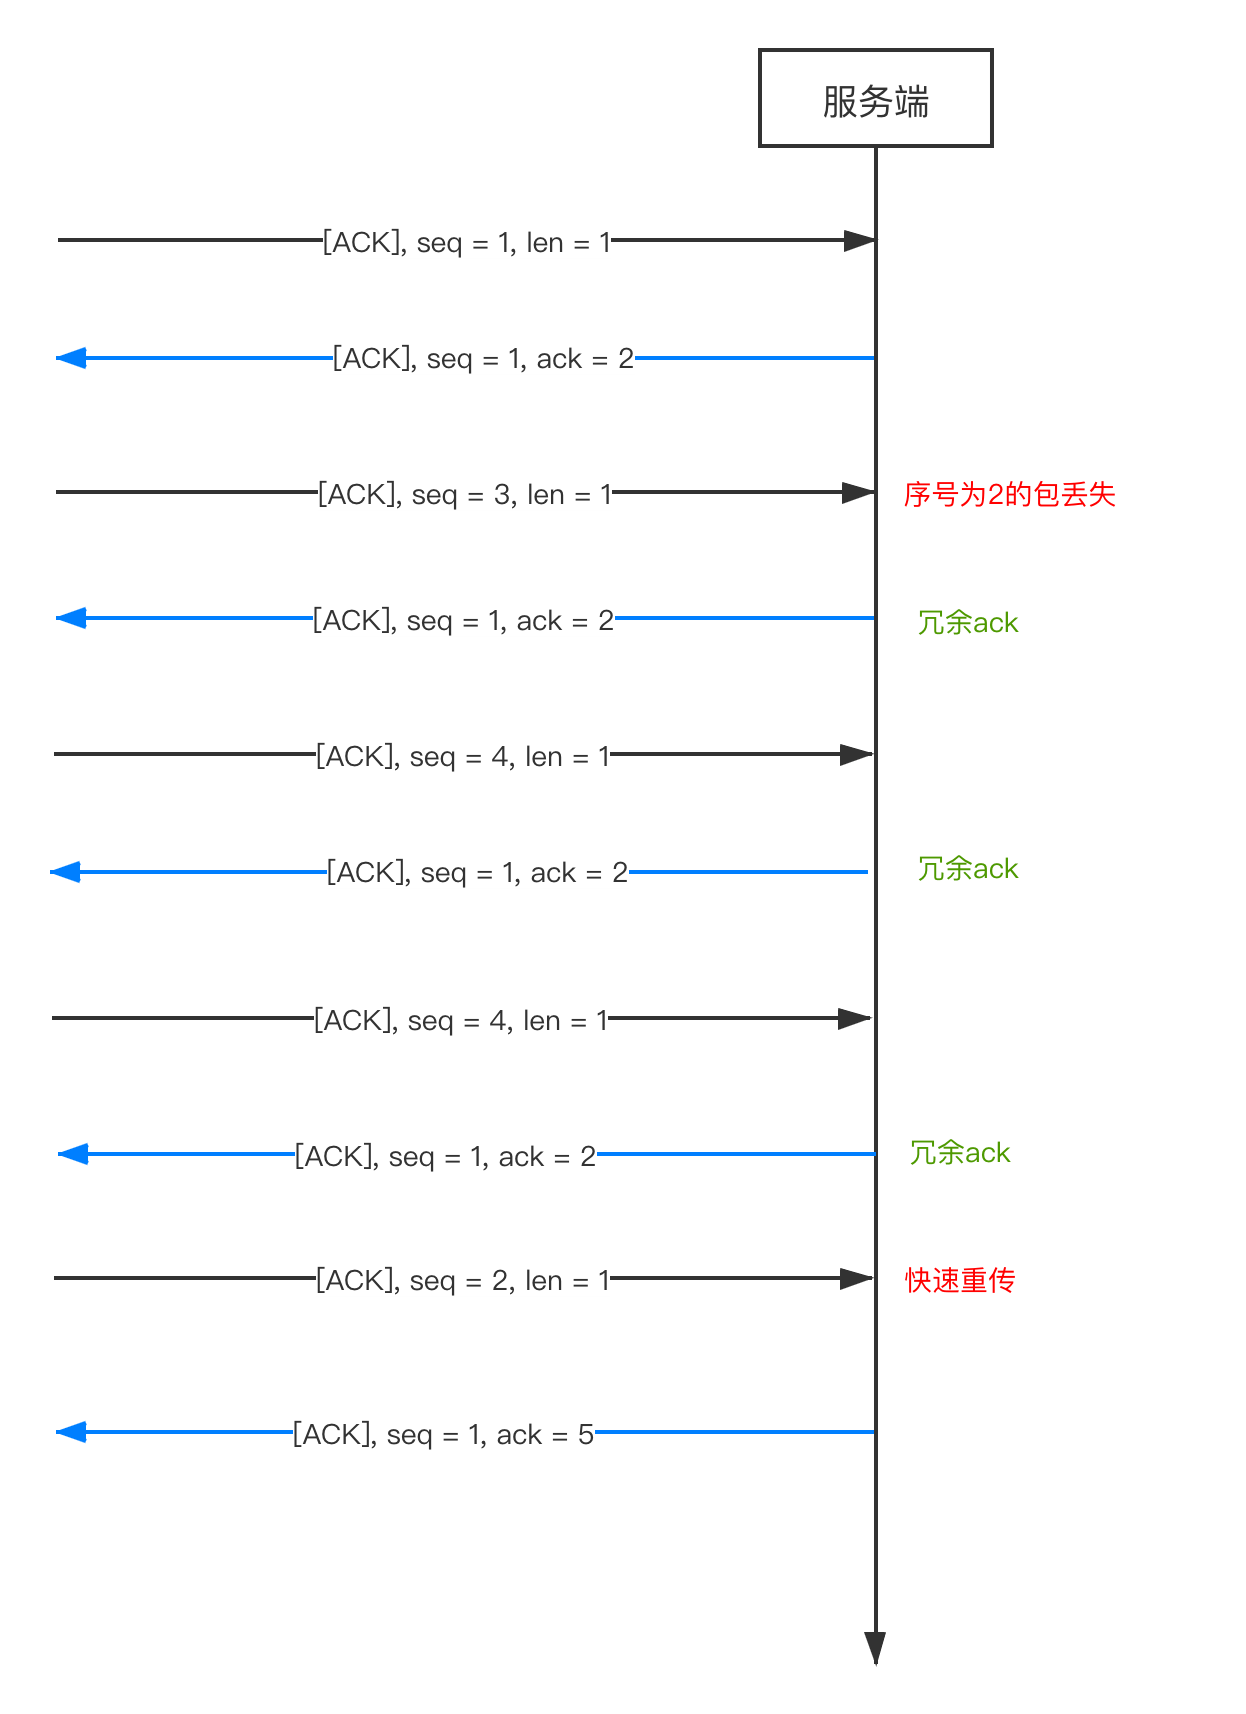 服务端
[ACK], seq = 1, len = 1
[ACK], seq = 1, ack = 2
[ACK], seq = 3, len = 1
序号为2的包丢失
[ACK], seq = 1, ack = 2
冗余ack
[ACK], seq = 4, len = 1
[ACK], seq = 1, ack = 2
冗余ack
[ACK], seq = 4, len = 1
[ACK], seq = 1, ack = 2
冗余ack
[ACK], seq = 2, len = 1
快速重传
[ACK], seq = 1, ack = 5